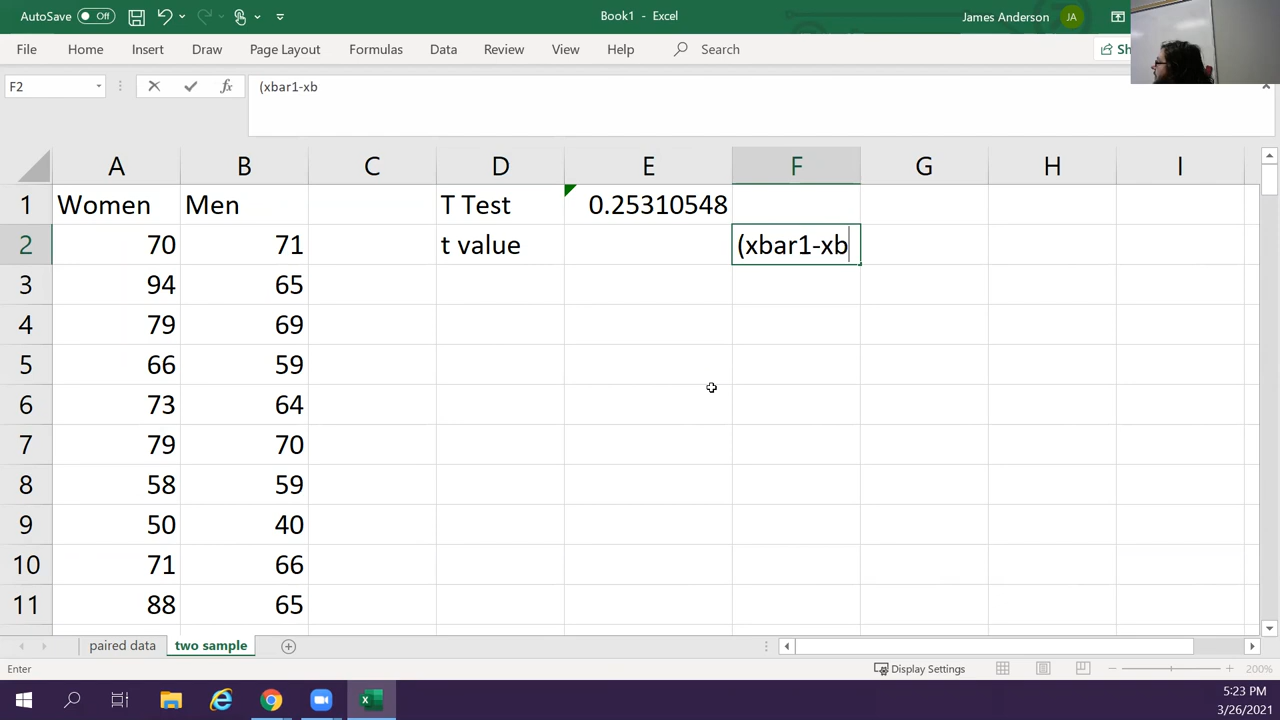 AutoSave Off
Book1 - Excel
James Anderson JA
File Home Insert Draw Page Layout Formulas Data Review View Help Search
F2 fx (xbar1-xb
A B C D E F G H I
1 Women Men T Test 0.25310548
2 70 71 t value (xbar1-xb
3 94 65
4 79 69
5 66 59
6 73 64
7 79 70
8 58 59
9 50 40
10 71 66
11 88 65
paired data two sample
Enter Display Settings 200%
5:23 PM
3/26/2021